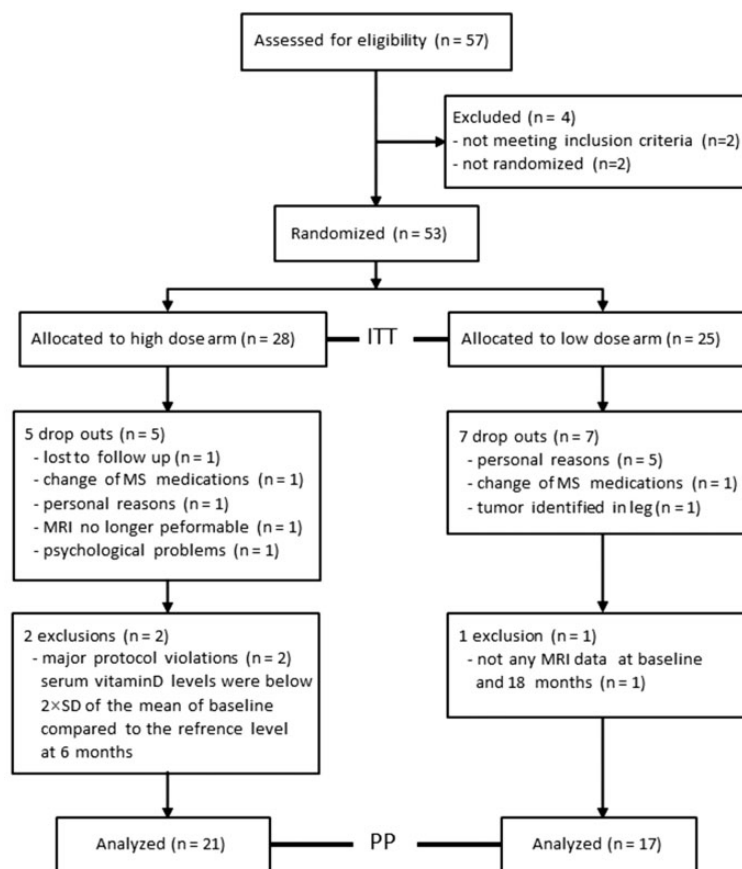 Assessed for eligibility (n = 57)
Excluded (n = 4)
- not meeting inclusion criteria (n=2)
- not randomized (n=2)
Randomized (n = 53)
Allocated to high dose arm (n = 28)
ITT
Allocated to low dose arm (n = 25)
5 drop outs (n = 5)
- lost to follow up (n = 1)
- change of MS medications (n = 1)
- personal reasons (n = 1)
- MRI no longer peformable (n = 1)
- psychological problems (n = 1)
7 drop outs (n = 7)
- personal reasons (n = 5)
- change of MS medications (n = 1)
- tumor identified in leg (n = 1)
2 exclusions (n = 2)
- major protocol violations (n = 2)
serum vitaminD levels were below
2×SD of the mean of baseline
compared to the refrence level
at 6 months
1 exclusion (n = 1)
- not any MRI data at baseline
and 18 months (n = 1)
Analyzed (n = 21)
PP
Analyzed (n = 17)